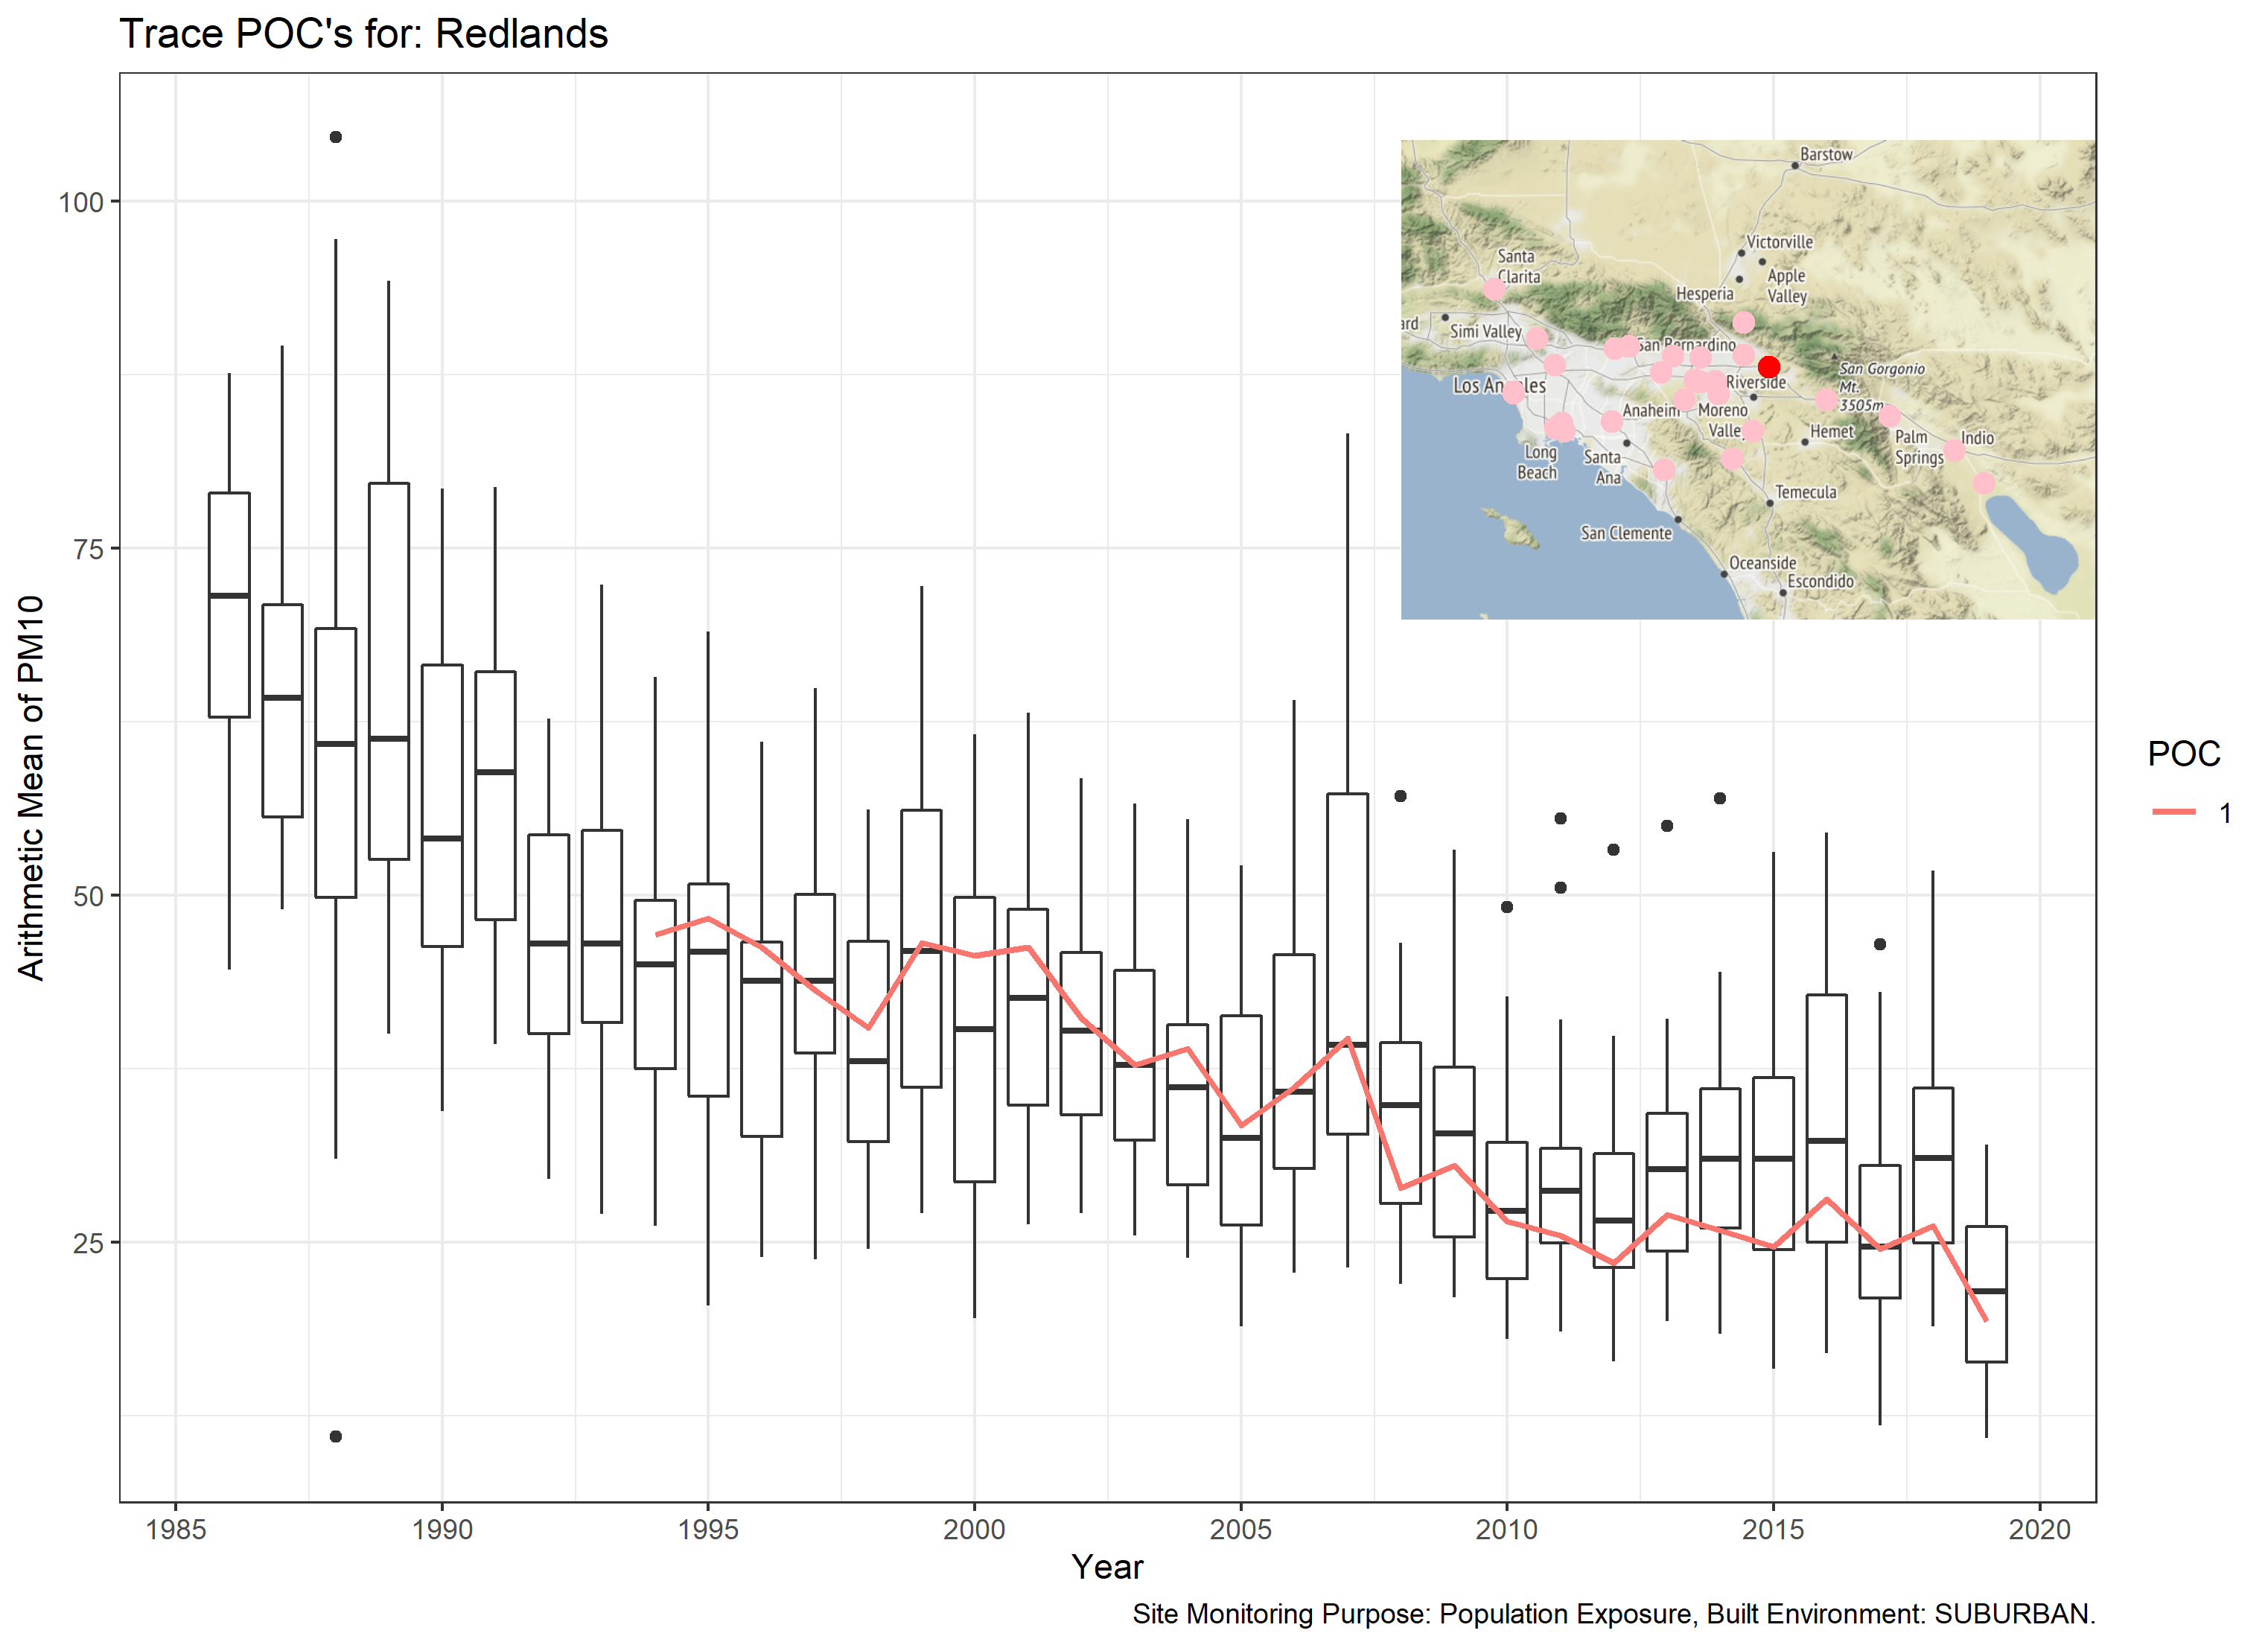 Trace POC's for: Redlands
Arithmetic Mean of PM10
100
75
50
25
Barstow
Victorville
Santa
Clarita
Apple
Valley
Hesperia
ard
Simi Valley
San Bernardino
San Gorgonio
Mt.
3505m
Los Angeles
Riverside
Anaheim
Moreno
Valley
Hemet
Palm
Springs
Indio
Long
Beach
Santa
Ana
Temecula
San Clemente
Oceanside
Escondido
POC
1
1985
1990
1995
2000
2005
2010
2015
2020
Year
Site Monitoring Purpose: Population Exposure, Built Environment: SUBURBAN.